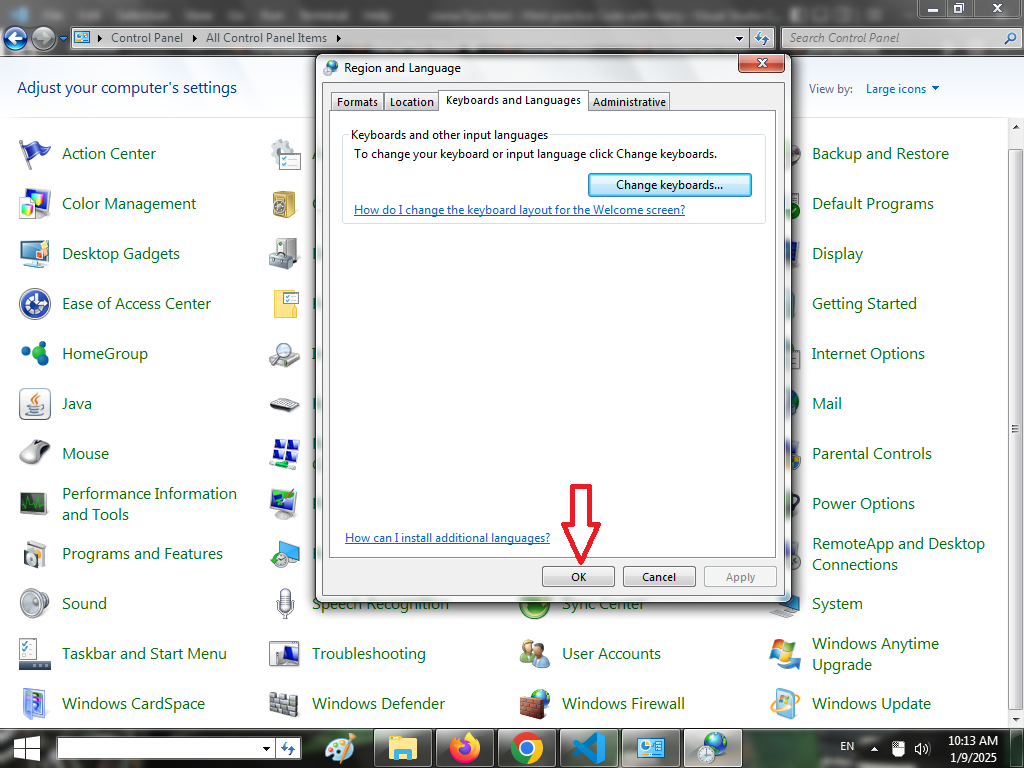 Control Panel
All Control Panel Items
Search Control Panel
Adjust your computer's settings
View by:
Large icons
Region and Language
Formats
Location
Keyboards and Languages
Administrative
Keyboards and other input languages
To change your keyboard or input language click Change keyboards.
Change keyboards...
How do I change the keyboard layout for the Welcome screen?
How can I install additional languages?
OK
Cancel
Apply
Action Center
Backup and Restore
Color Management
Default Programs
Desktop Gadgets
Display
Ease of Access Center
Getting Started
HomeGroup
Internet Options
Java
Mail
Mouse
Parental Controls
Performance Information
and Tools
Power Options
Programs and Features
RemoteApp and Desktop
Connections
Sound
Speech Recognition
Sync Center
System
Taskbar and Start Menu
Troubleshooting
User Accounts
Windows Anytime
Upgrade
Windows CardSpace
Windows Defender
Windows Firewall
Windows Update
EN
10:13 AM
1/9/2025